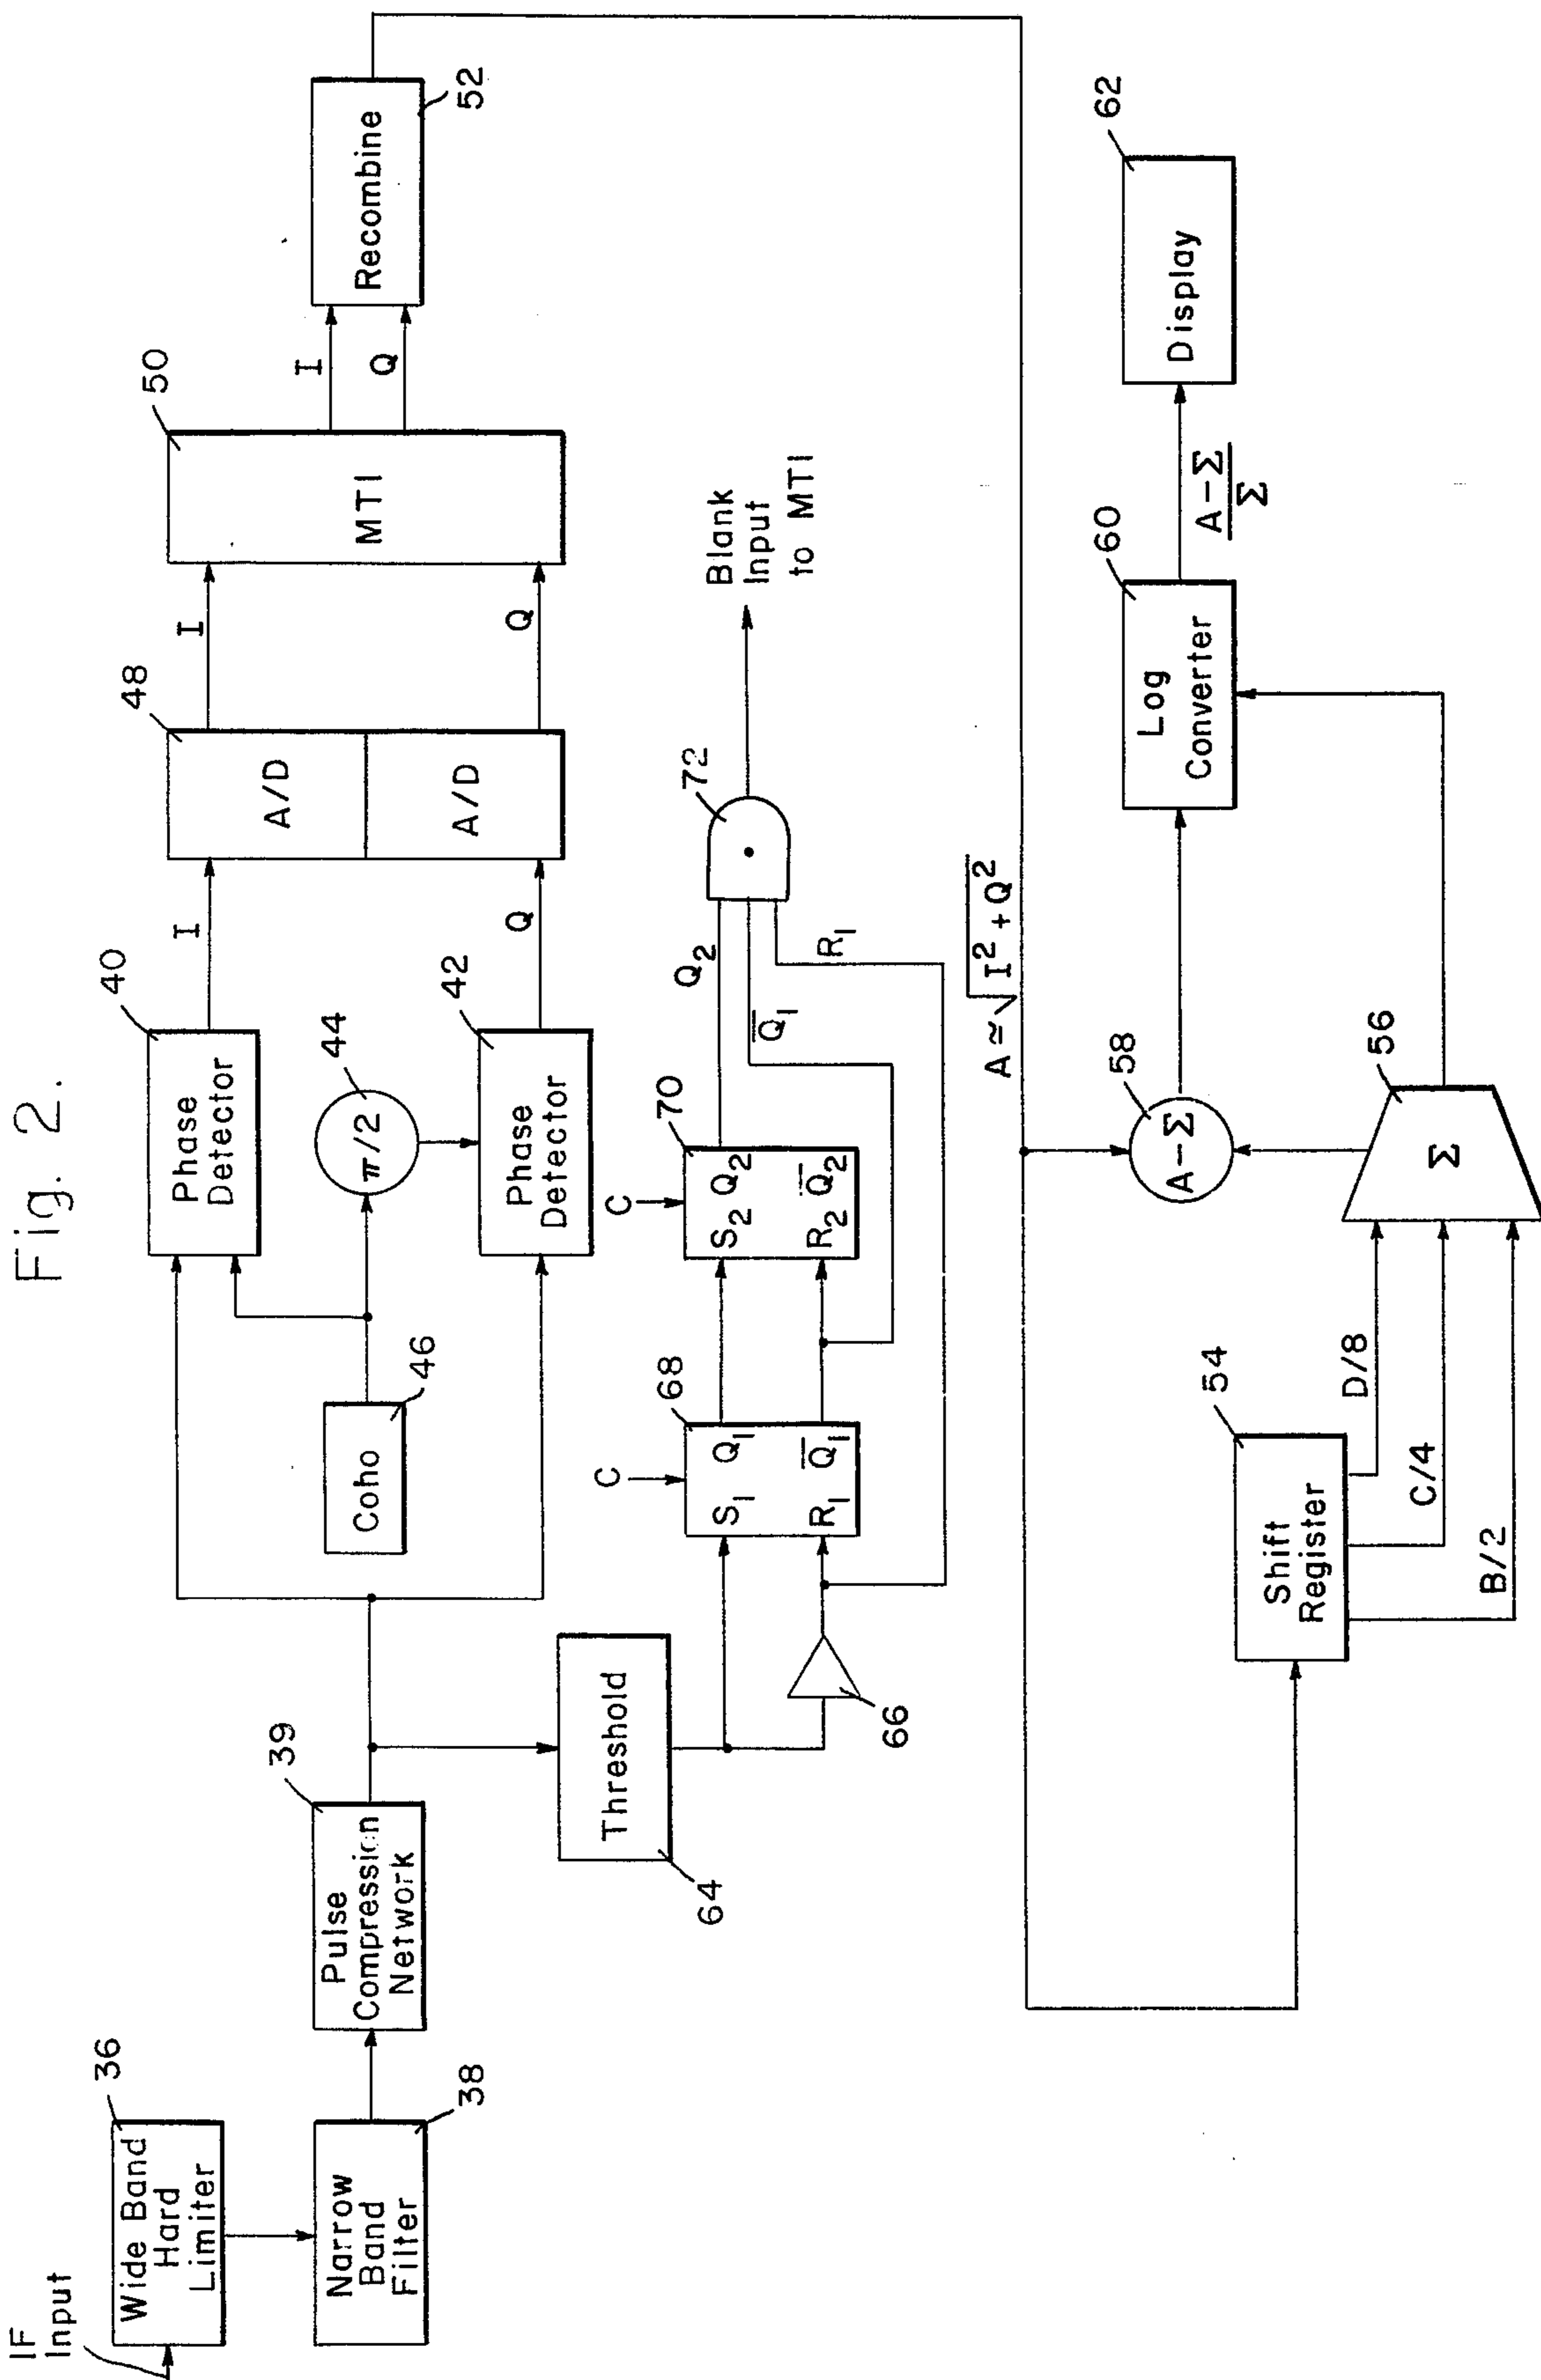 Fig. 2.
IF
Input
36
Wide Band
Hard
Limiter
Narrow
Band
Filter
38
39
Pulse
Compression
Network
Coho
46
π/2
44
40
Phase
Detector
42
Phase
Detector
I
Q
48
A/D
A/D
I
Q
50
MTI
I
Q
Recombine
52
Threshold
64
66
C
68
S1 Q1
R1 Q̅1
C
70
S2 Q2
R2 Q̅2
Q2
Q̅1
R1
72
Blank
Input
to MTI
A≃√I²+Q²
54
Shift
Register
D/8
C/4
B/2
58
A-Σ
56
Σ
60
Log
Converter
A-Σ
Σ
62
Display